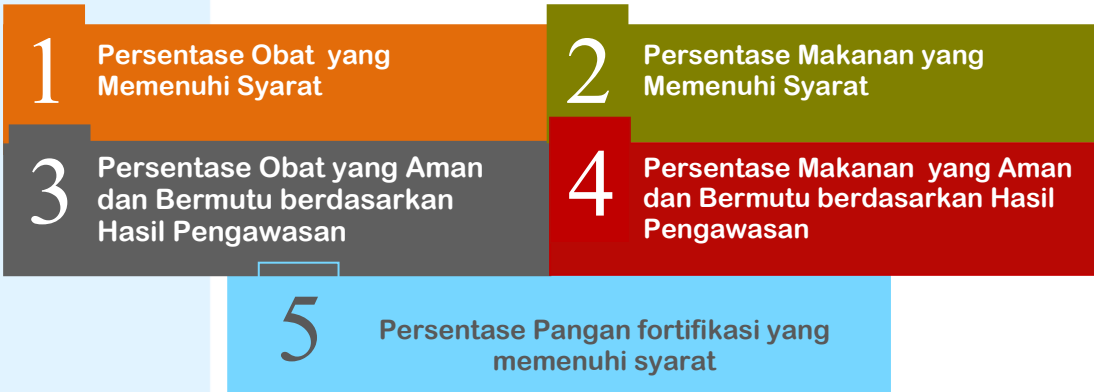 1
Persentase Obat yang
Memenuhi Syarat
2
Persentase Makanan yang
Memenuhi Syarat
3
Persentase Obat yang Aman
dan Bermutu berdasarkan
Hasil Pengawasan
4
Persentase Makanan yang Aman
dan Bermutu berdasarkan Hasil
Pengawasan
5
Persentase Pangan fortifikasi yang
memenuhi syarat